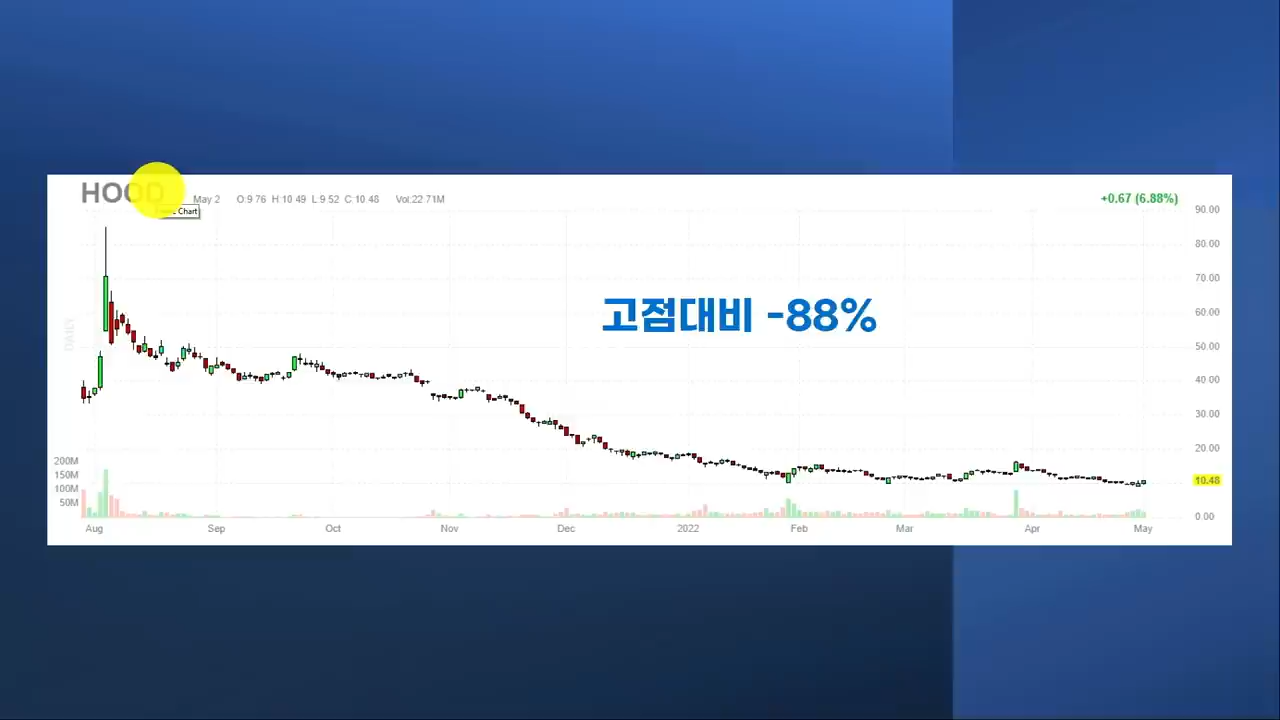 HOOD May 2 O:9.76 H:10.49 L:9.52 C:10.48 Vol:22.71M +0.67 (6.88%)
Chart
90.00
80.00
70.00
60.00
고점대비 -88%
DAILY
50.00
40.00
30.00
20.00
200M
150M
10.48
100M
50M
0.00
Aug Sep Oct Nov Dec 2022 Feb Mar Apr May